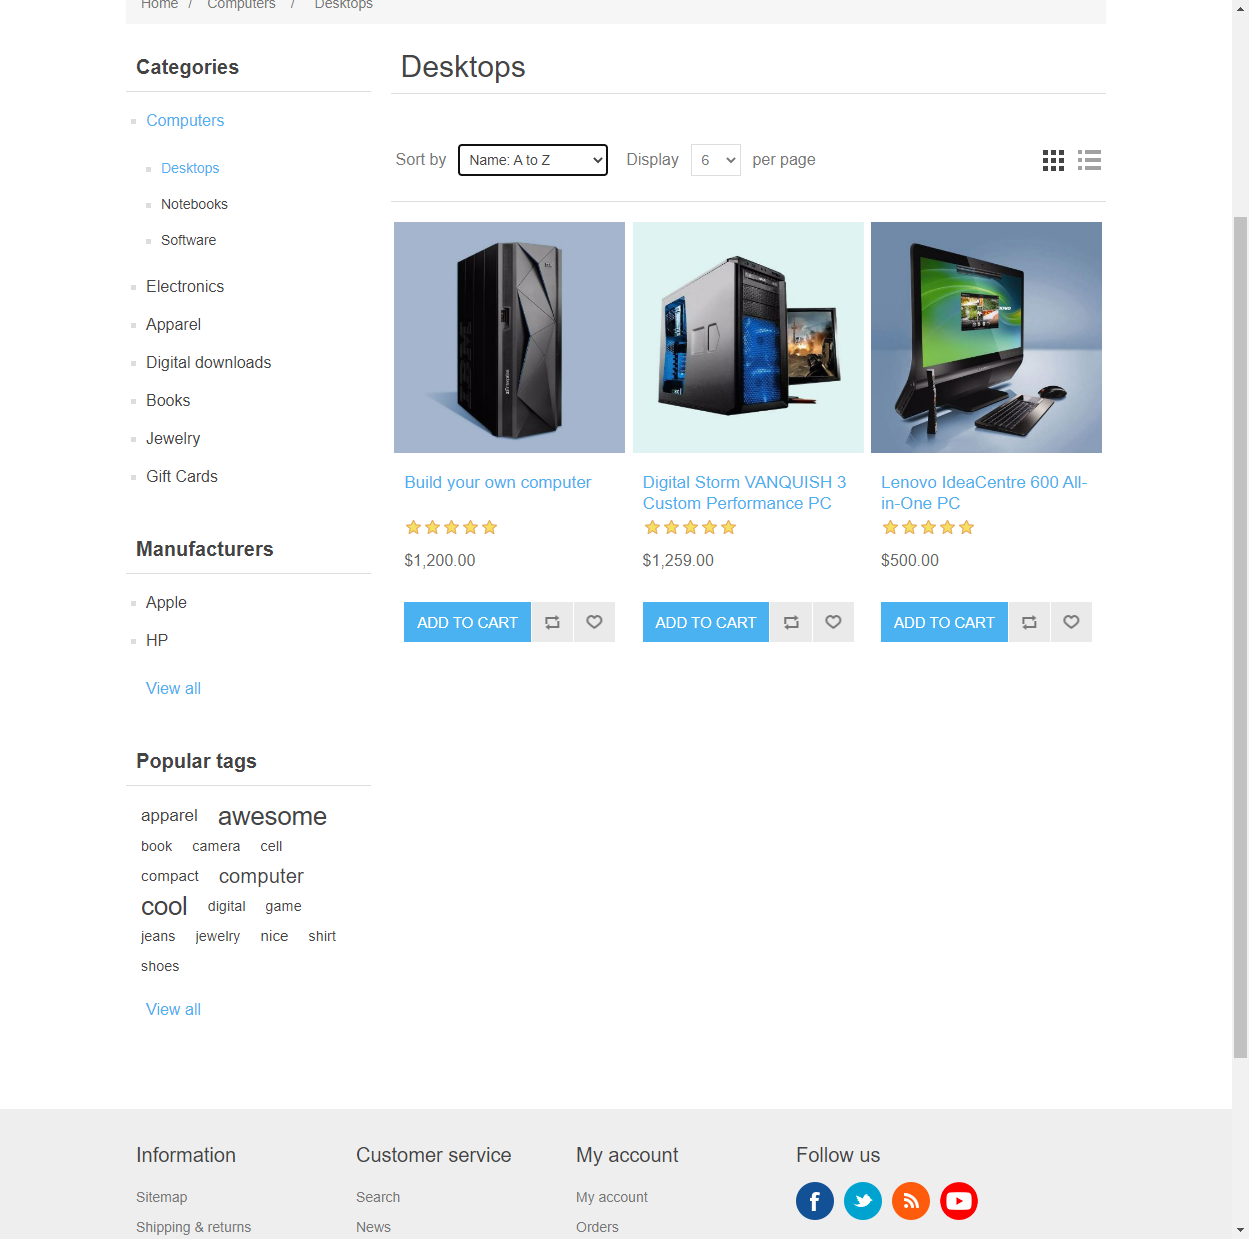 Home / Computers / Desktops
Categories
Computers
Desktops
Notebooks
Software
Electronics
Apparel
Digital downloads
Books
Jewelry
Gift Cards
Manufacturers
Apple
HP
View all
Popular tags
apparel awesome
book camera cell
compact computer
cool digital game
jeans jewelry nice shirt
shoes
View all
Desktops
Sort by Name: A to Z Display 6 per page
Build your own computer
$1,200.00
ADD TO CART
Digital Storm VANQUISH 3
Custom Performance PC
$1,259.00
ADD TO CART
Lenovo IdeaCentre 600 All-
in-One PC
$500.00
ADD TO CART
Information
Sitemap
Shipping & returns
Customer service
Search
News
My account
My account
Orders
Follow us